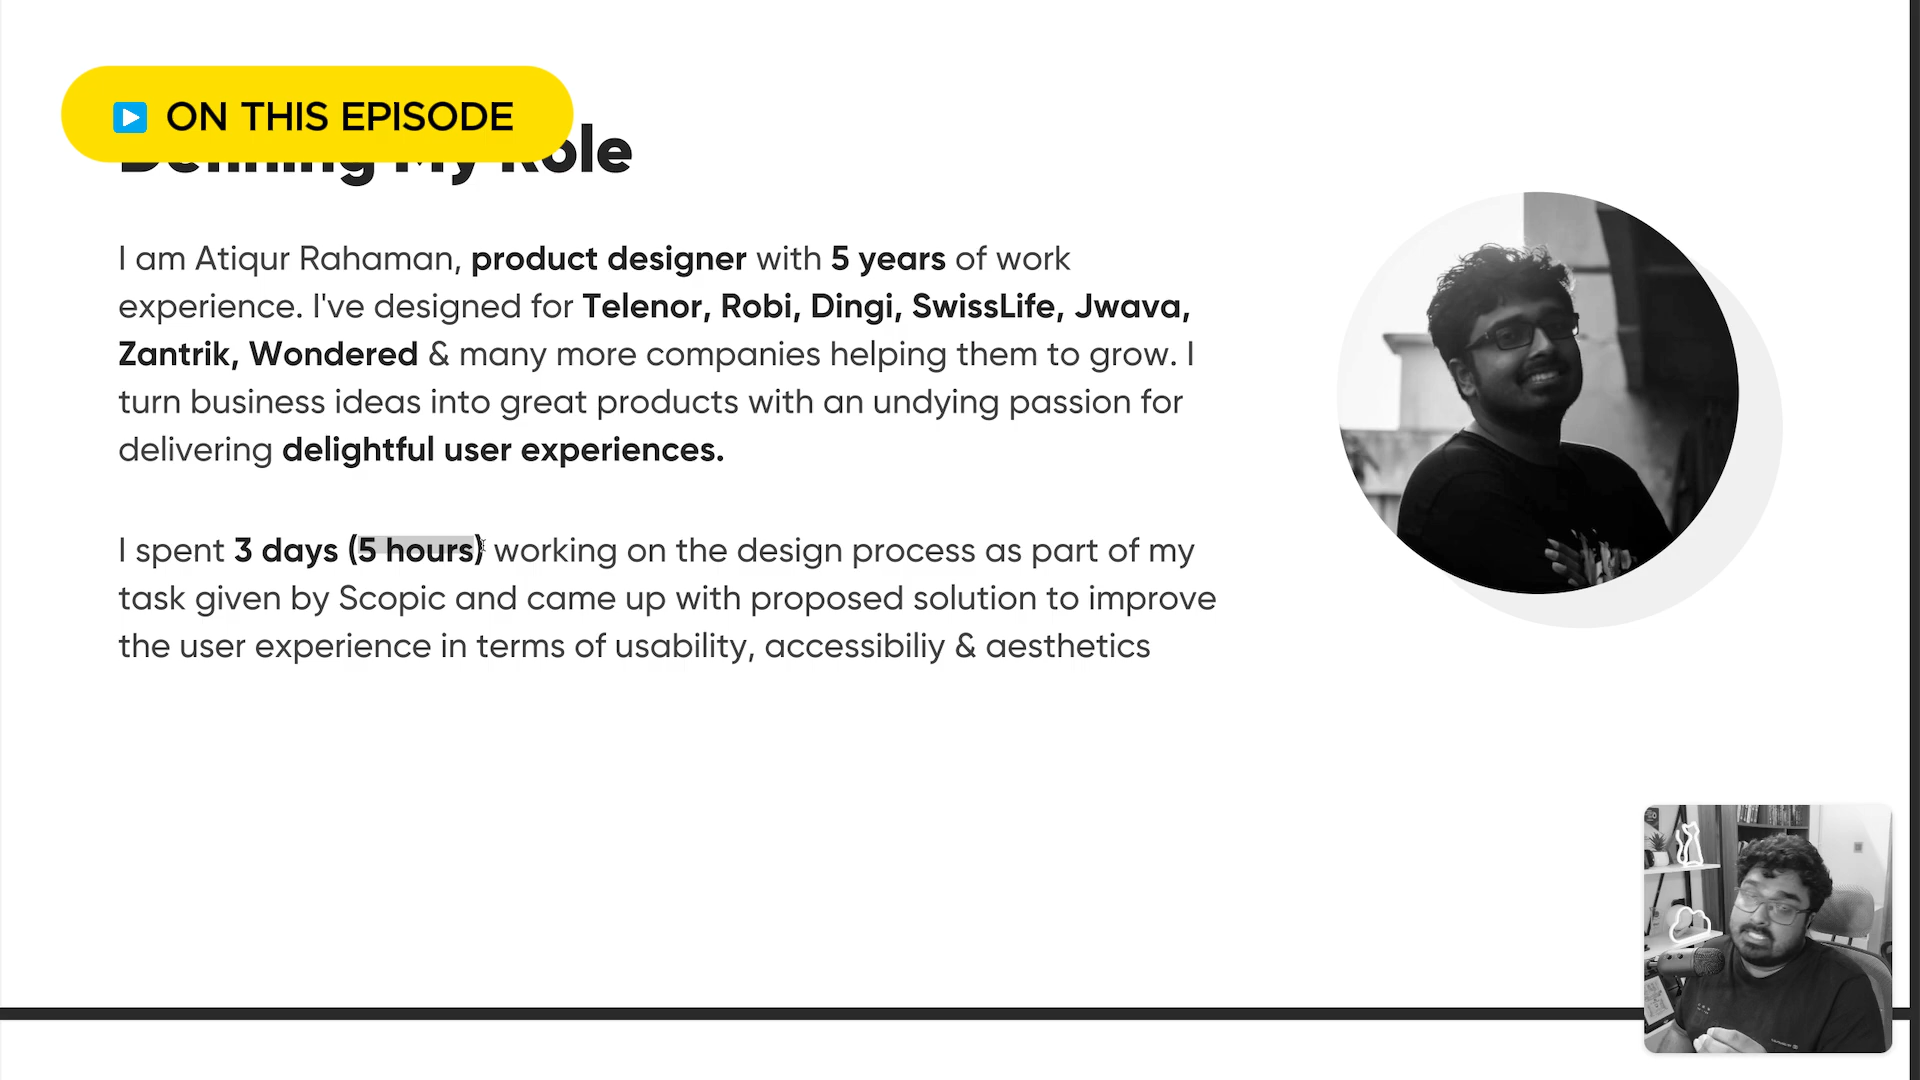 ON THIS EPISODE
Defining My Role
I am Atiqur Rahaman, product designer with 5 years of work
experience. I've designed for Telenor, Robi, Dingi, SwissLife, Jwava,
Zantrik, Wondered & many more companies helping them to grow. I
turn business ideas into great products with an undying passion for
delivering delightful user experiences.
I spent 3 days (5 hours) working on the design process as part of my
task given by Scopic and came up with proposed solution to improve
the user experience in terms of usability, accessibiliy & aesthetics